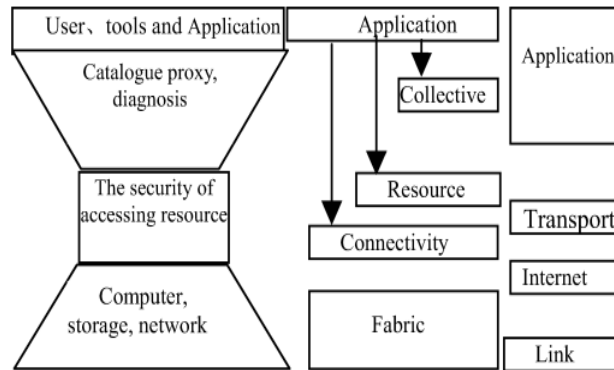 User、tools and Application
Catalogue proxy,
diagnosis
The security of
accessing resource
Computer,
storage, network
Application
Collective
Resource
Connectivity
Fabric
Application
Transport
Internet
Link